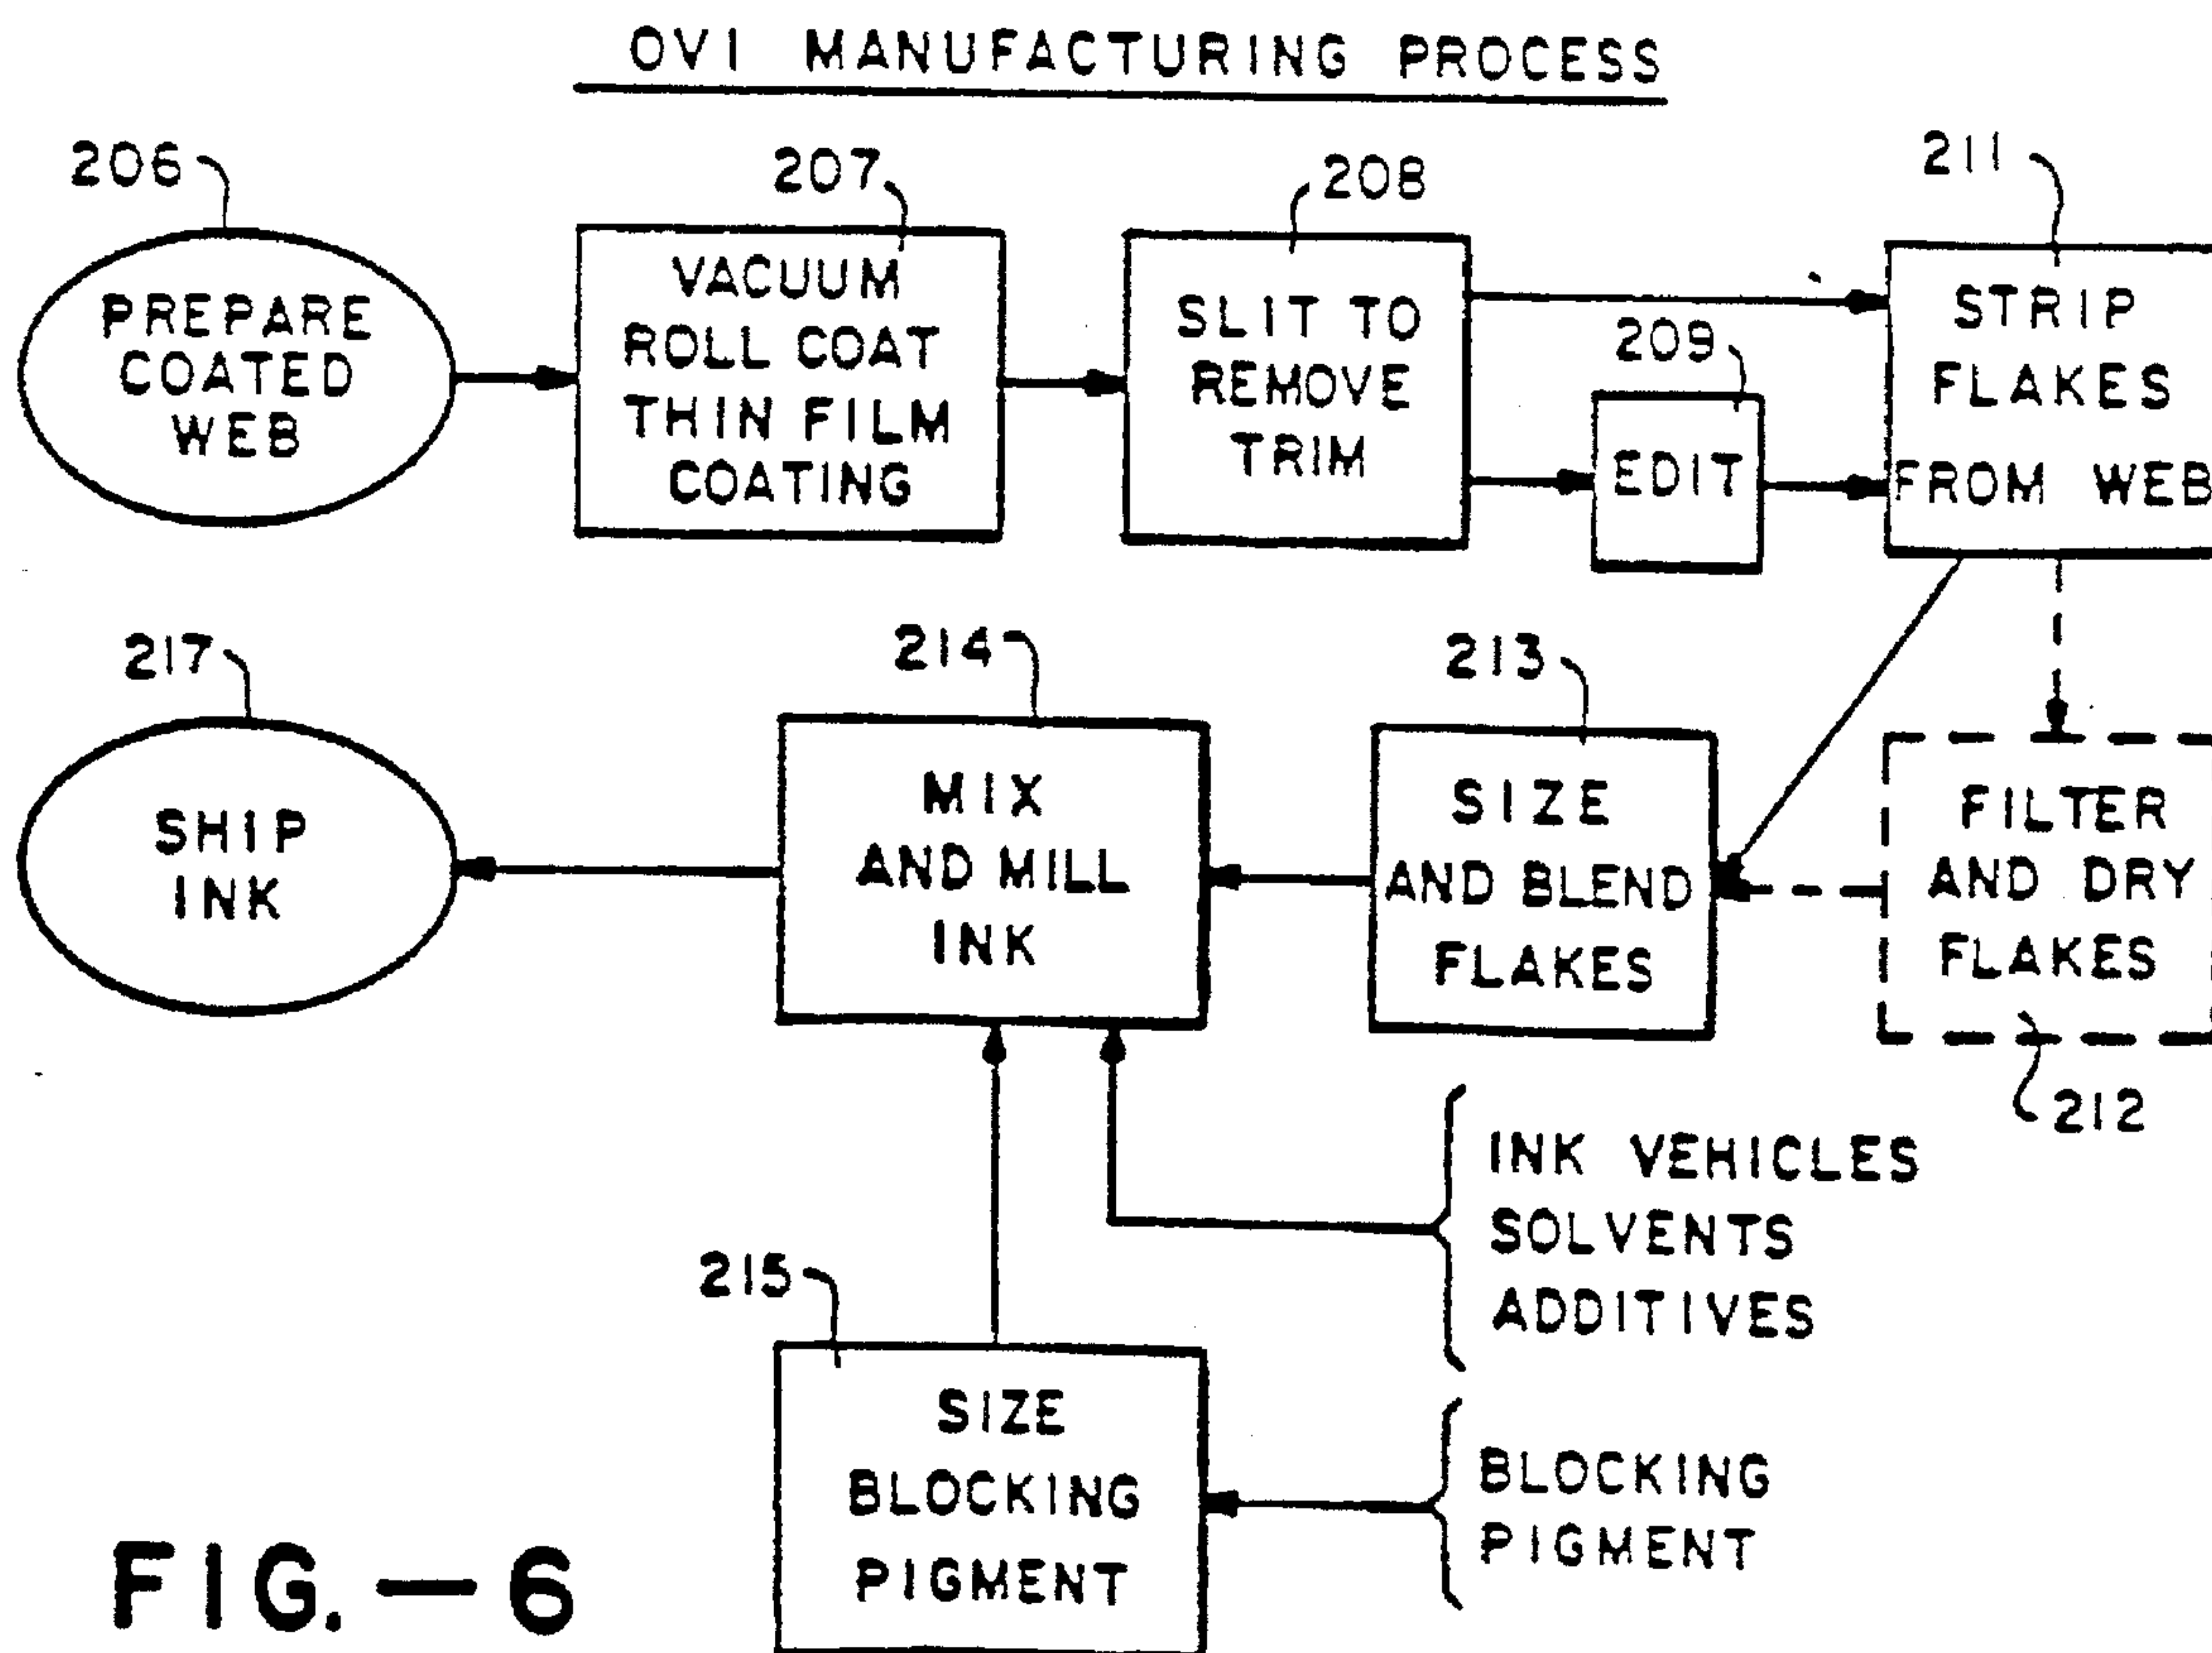 OVI MANUFACTURING PROCESS
206
PREPARE
COATED
WEB
207
VACUUM
ROLL COAT
THIN FILM
COATING
208
SLIT TO
REMOVE
TRIM
209
EDIT
211
STRIP
FLAKES
FROM WEB
217
SHIP
INK
214
MIX
AND MILL
INK
213
SIZE
AND BLEND
FLAKES
FILTER
AND DRY
FLAKES
212
INK VEHICLES
SOLVENTS
ADDITIVES
215
SIZE
BLOCKING
PIGMENT
BLOCKING
PIGMENT
FIG.—6